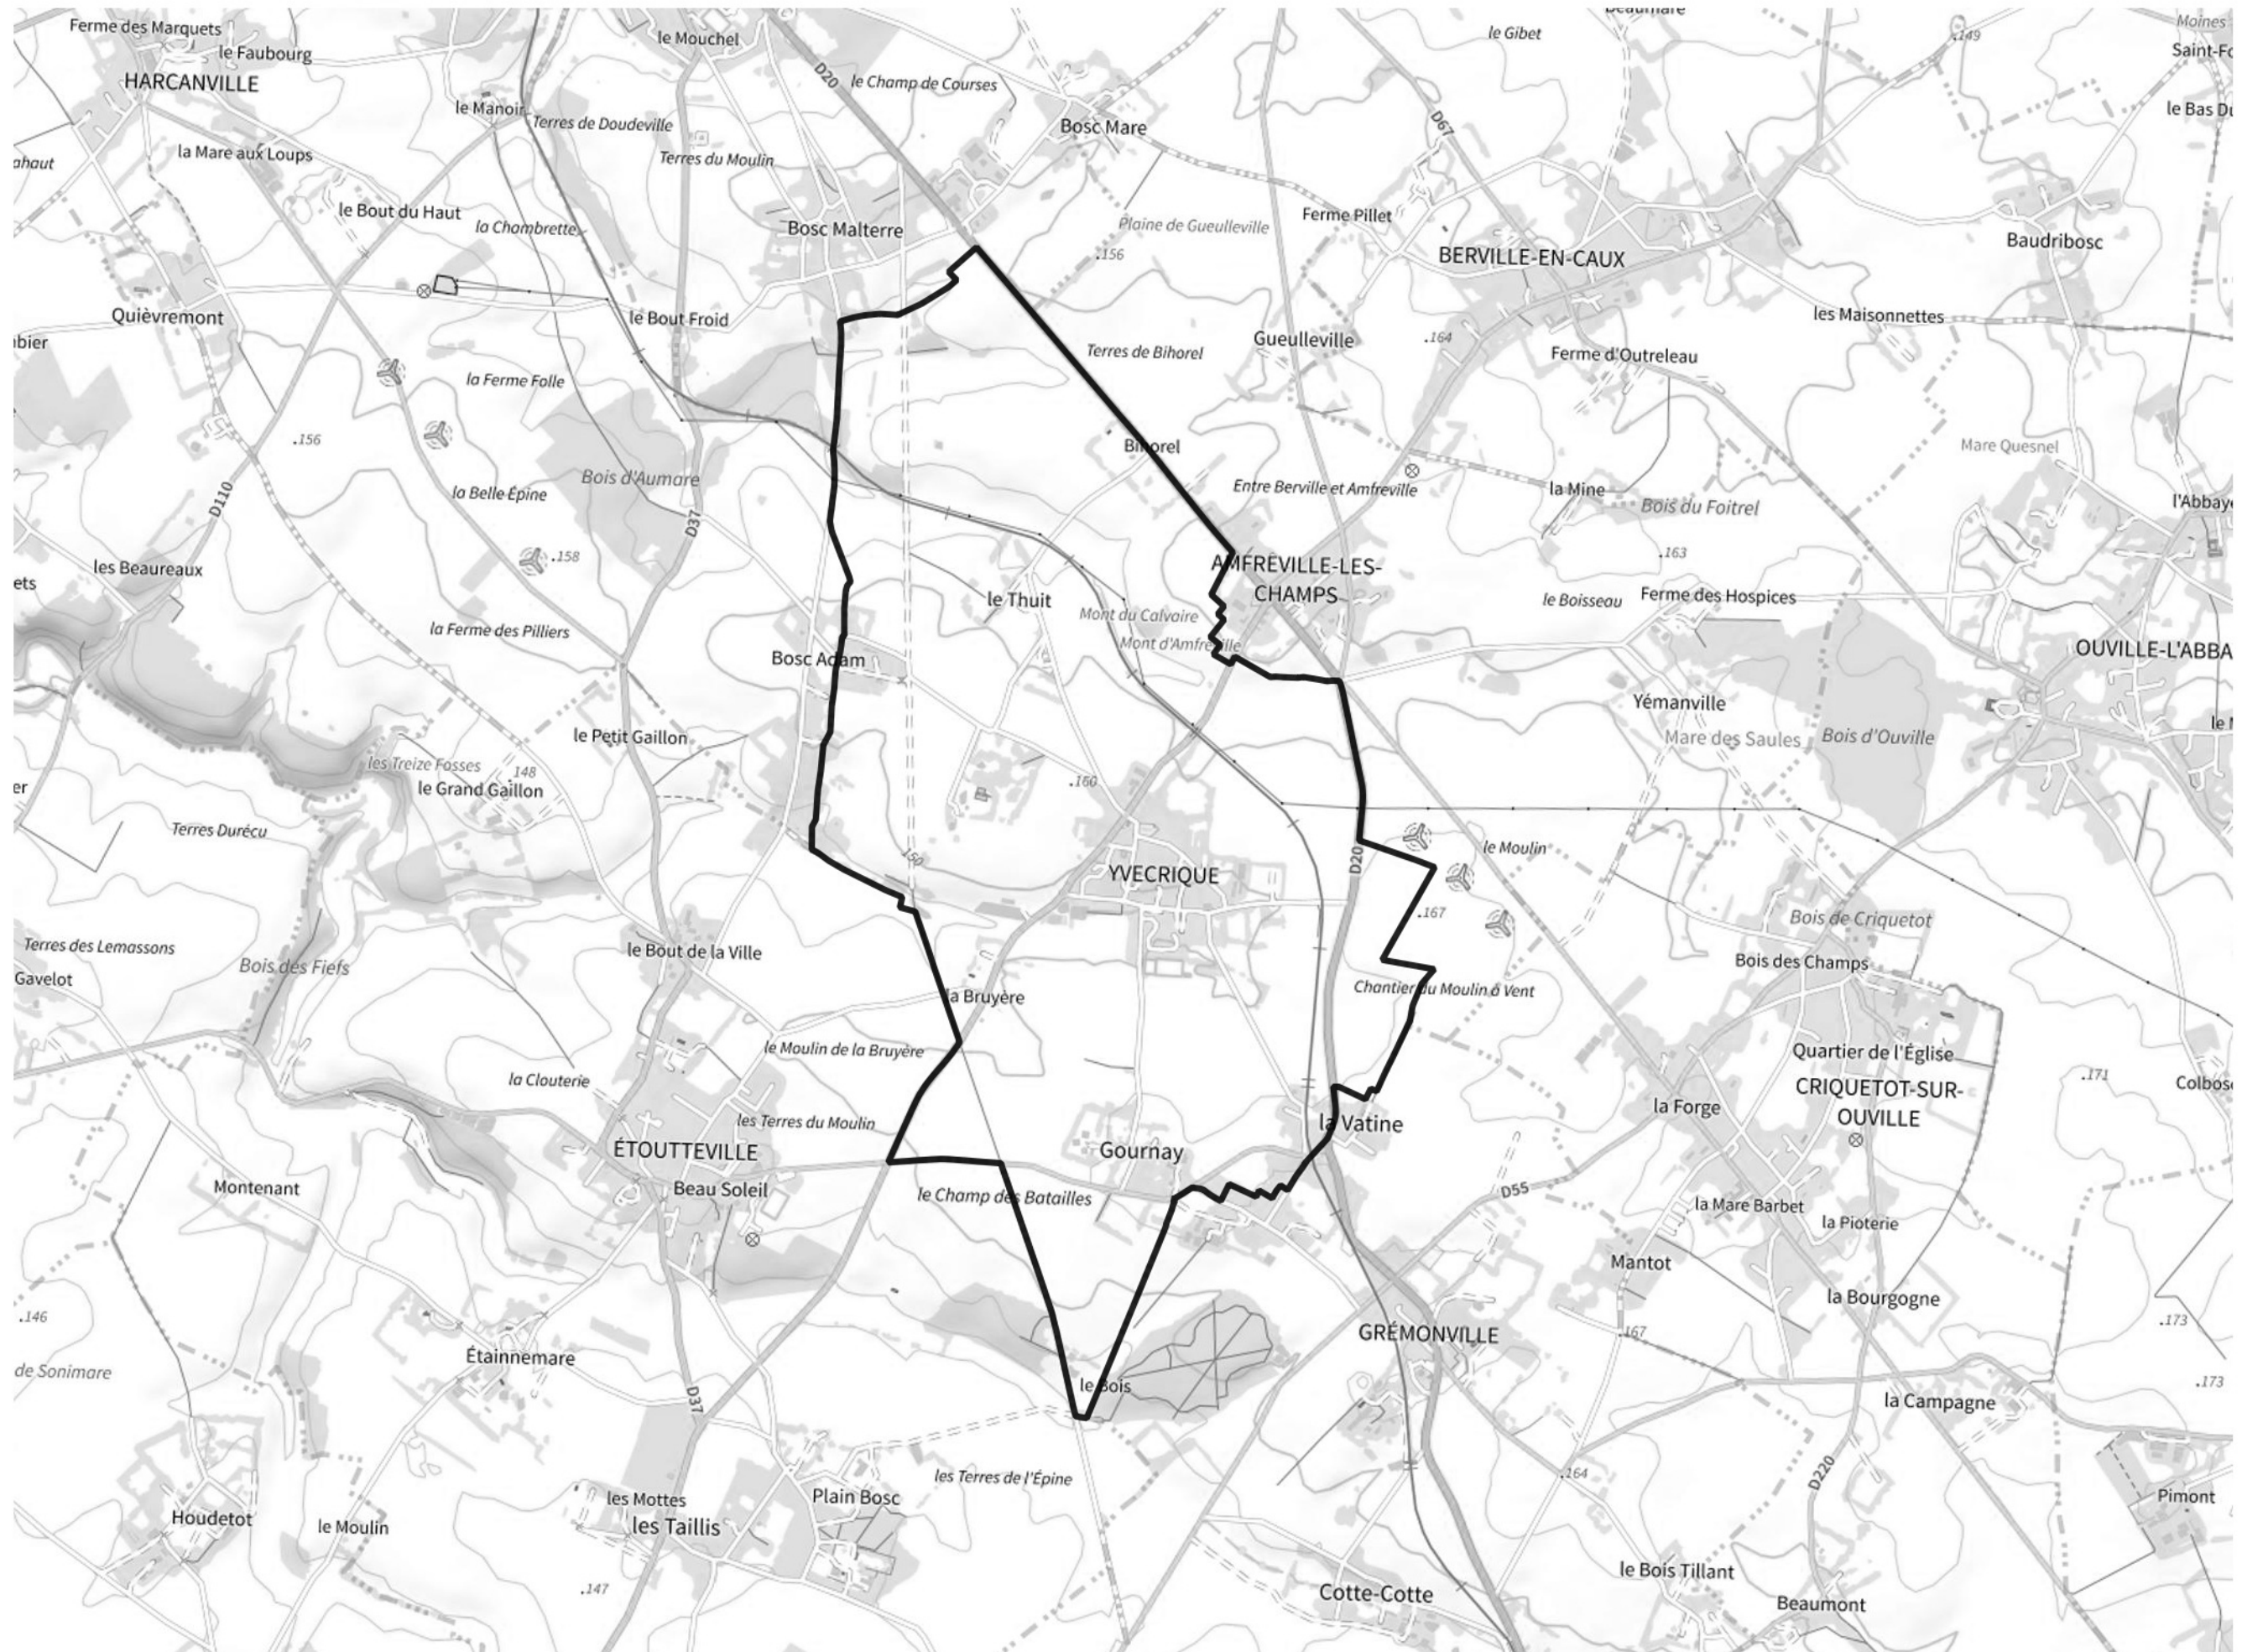 Ferme des Marquets
le Faubourg
HARCANVILLE
le Mouchel
D20
le Champ de Courses
le Gibet
.149
Moines
le Manoir
Terres de Doudeville
Bosc Mare
D67
la Mare aux Loups
Terres du Moulin
le Bout du Haut
la Chambrette
Bosc Malterre
Plaine de Gueulleville
Ferme Pillet
.156
BERVILLE-EN-CAUX
Baudribosc
Quièvremont
le Bout Froid
les Maisonnettes
Terres de Bihorel
Gueulleville
.164
Ferme d'Outreleau
la Ferme Folle
.156
Bihorel
Mare Quesnel
Bois d'Aumare
la Belle Épine
Entre Berville et Amfreville
la Mine
Bois du Foitrel
D110
D37
.158
les Beaureaux
AMFREVILLE-LES-
CHAMPS
.163
le Thuit
Mont du Calvaire
le Boisseau
Ferme des Hospices
la Ferme des Pilliers
Mont d'Amfreville
Bosc Adam
OUVILLE-L'ABBA
Yémanville
le Petit Gaillon
Mare des Saules
Bois d'Ouville
les Treize Fosses
.148
le Grand Gaillon
.160
Terres Durécu
le Moulin
150
D20
YVECRIQUE
.167
Bois de Criquetot
Terres des Lemassons
le Bout de la Ville
Bois des Fiefs
Bois des Champs
Gavelot
la Bruyère
Chantier du Moulin à Vent
le Moulin de la Bruyère
Quartier de l'Église
la Clouterie
CRIQUETOT-SUR-
OUVILLE
.171
la Forge
les Terres du Moulin
la Vatine
ÉTOUTTEVILLE
Gournay
Montenant
Beau Soleil
le Champ des Batailles
D55
la Mare Barbet
la Pioterie
Mantot
la Bourgogne
.146
GRÉMONVILLE
.167
.173
Étainnemare
de Sonimare
le Bois
D37
.173
la Campagne
les Terres de l'Épine
.164
D220
les Mottes
Plain Bosc
Pimont
Houdetot
le Moulin
les Taillis
.147
Cotte-Cotte
le Bois Tillant
Beaumont